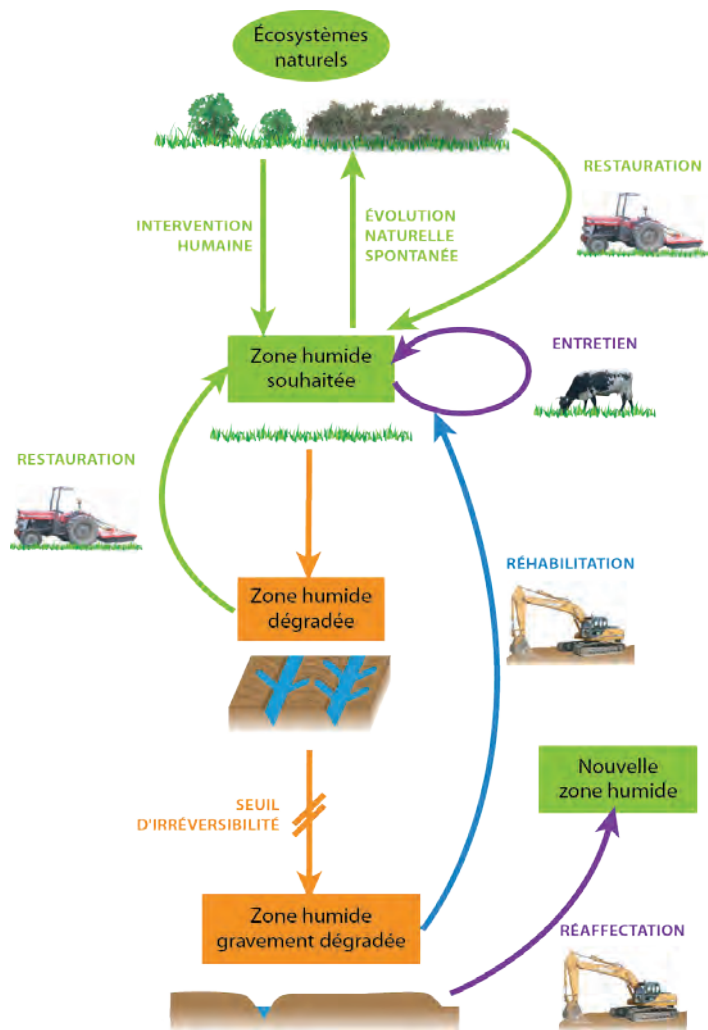 Écosystèmes
naturels
RESTAURATION
INTERVENTION
HUMAINE
ÉVOLUTION
NATURELLE
SPONTANÉE
Zone humide
souhaitée
ENTRETIEN
RESTAURATION
RÉHABILITATION
Zone humide
dégradée
Nouvelle
zone humide
SEUIL
D'IRRÉVERSIBILITÉ
Zone humide
gravement dégradée
RÉAFFECTATION